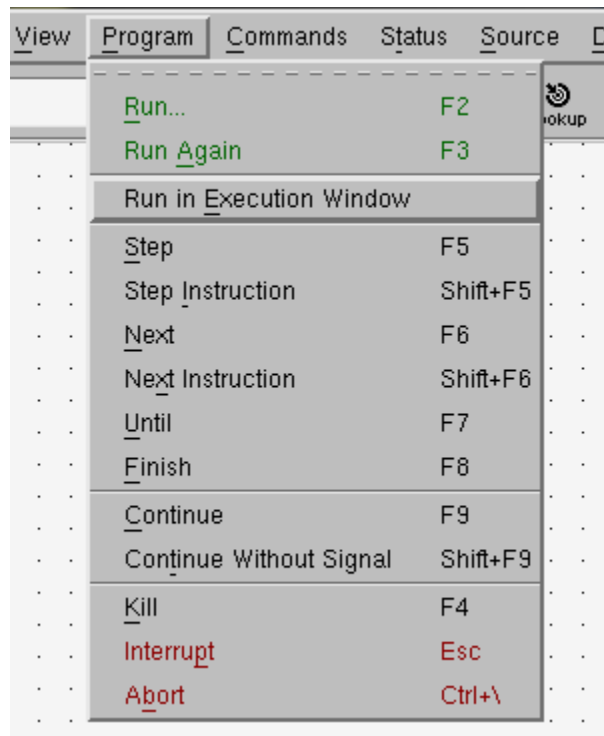 View Program Commands Status Source
Run... F2
Run Again F3
Run in Execution Window
Step F5
Step Instruction Shift+F5
Next F6
Next Instruction Shift+F6
Until F7
Finish F8
Continue F9
Continue Without Signal Shift+F9
Kill F4
Interrupt Esc
Abort Ctrl+\